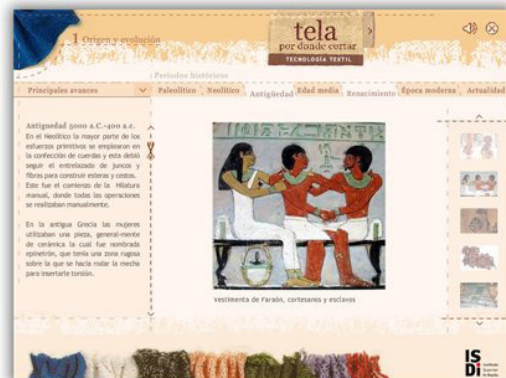 1 Origen y evolución
tela
por donde cortar
TECNOLOGÍA TEXTIL
Periodos históricos
Principales avances
Paleolítico
Neolítico
Antigüedad
Edad media
Renacimiento
Época moderna
Actualidad
Antiguedad 5000 a.C.-400 a.c.
En el Neolítico la mayor parte de los
esfuerzos primitivos se emplearon en
la confección de cuerdas y esta debió
seguir el entrelazado de juncos y
fibras para construir esteras y cestos.
Este fue el comienzo de la Hilatura
manual, donde todas las operaciones
se realizaban manualmente.
En la antigua Grecia las mujeres
utilizaban una pieza, general-mente
de cerámica la cual fue nombrada
epinetrón, que tenía una zona rugosa
sobre la que se hacía rodar la mecha
para insertarle torsión.
Vestimenta de Faraón, cortesanos y esclavos
IS
Di